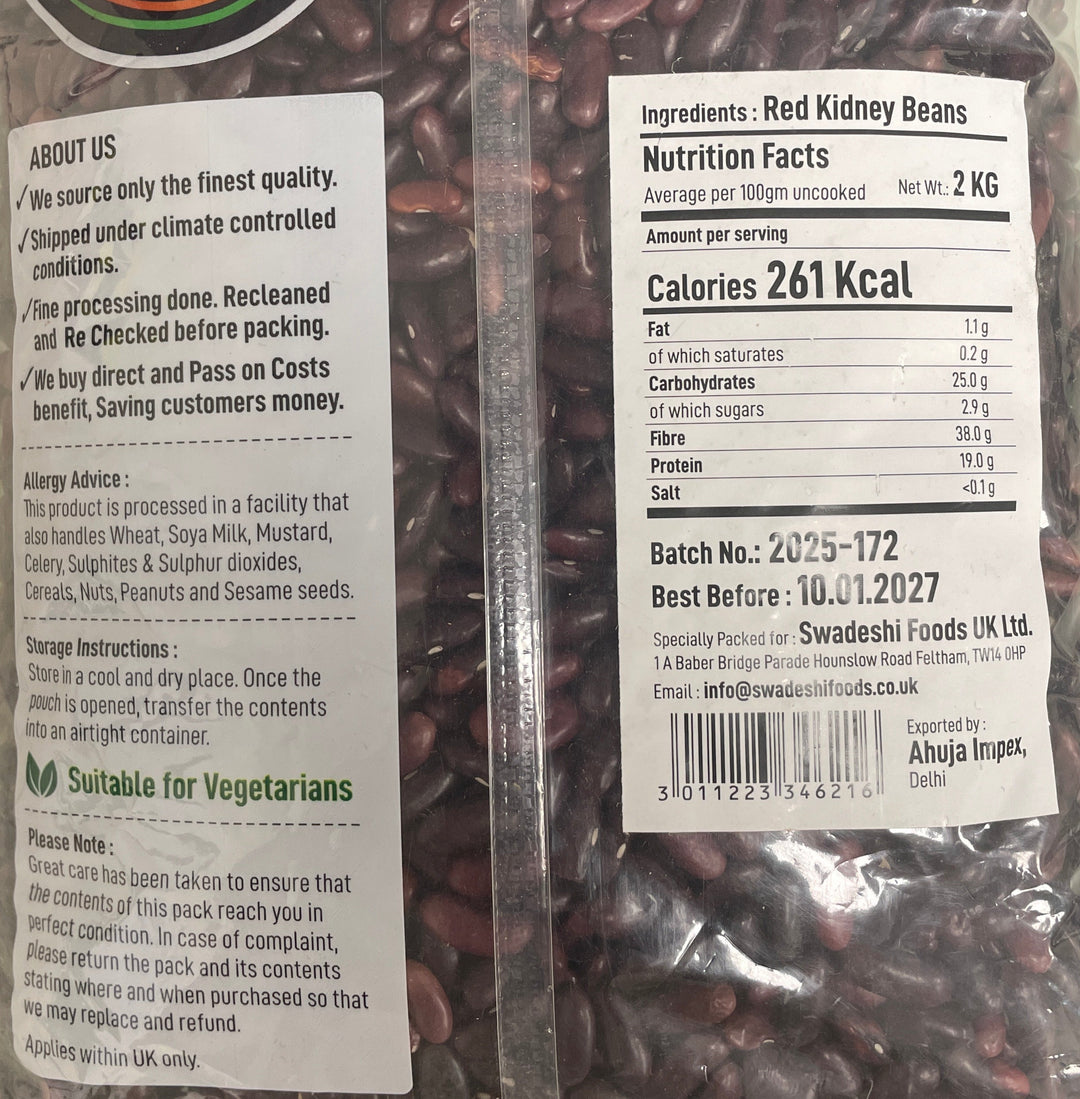 ABOUT US
✓We source only the finest quality.
✓Shipped under climate controlled
conditions.
✓Fine processing done. Recleaned
and Re Checked before packing.
✓We buy direct and Pass on Costs
benefit, Saving customers money.
Allergy Advice :
This product is processed in a facility that
also handles Wheat, Soya Milk, Mustard,
Celery, Sulphites & Sulphur dioxides,
Cereals, Nuts, Peanuts and Sesame seeds.
Storage Instructions :
Store in a cool and dry place. Once the
pouch is opened, transfer the contents
into an airtight container.
Suitable for Vegetarians
Please Note :
Great care has been taken to ensure that
the contents of this pack reach you in
perfect condition. In case of complaint,
please return the pack and its contents
stating where and when purchased so that
we may replace and refund.
Applies within UK only.
Ingredients : Red Kidney Beans
Nutrition Facts
Average per 100gm uncooked Net Wt.: 2 KG
Amount per serving
Calories 261 Kcal
Fat 1.1 g
of which saturates 0.2 g
Carbohydrates 25.0 g
of which sugars 2.9 g
Fibre 38.0 g
Protein 19.0 g
Salt <0.1 g
Batch No.: 2025-172
Best Before : 10.01.2027
Specially Packed for : Swadeshi Foods UK Ltd.
1 A Baber Bridge Parade Hounslow Road Feltham, TW14 0HP
Email : info@swadeshifoods.co.uk
3 011223 346216
Exported by :
Ahuja Impex,
Delhi